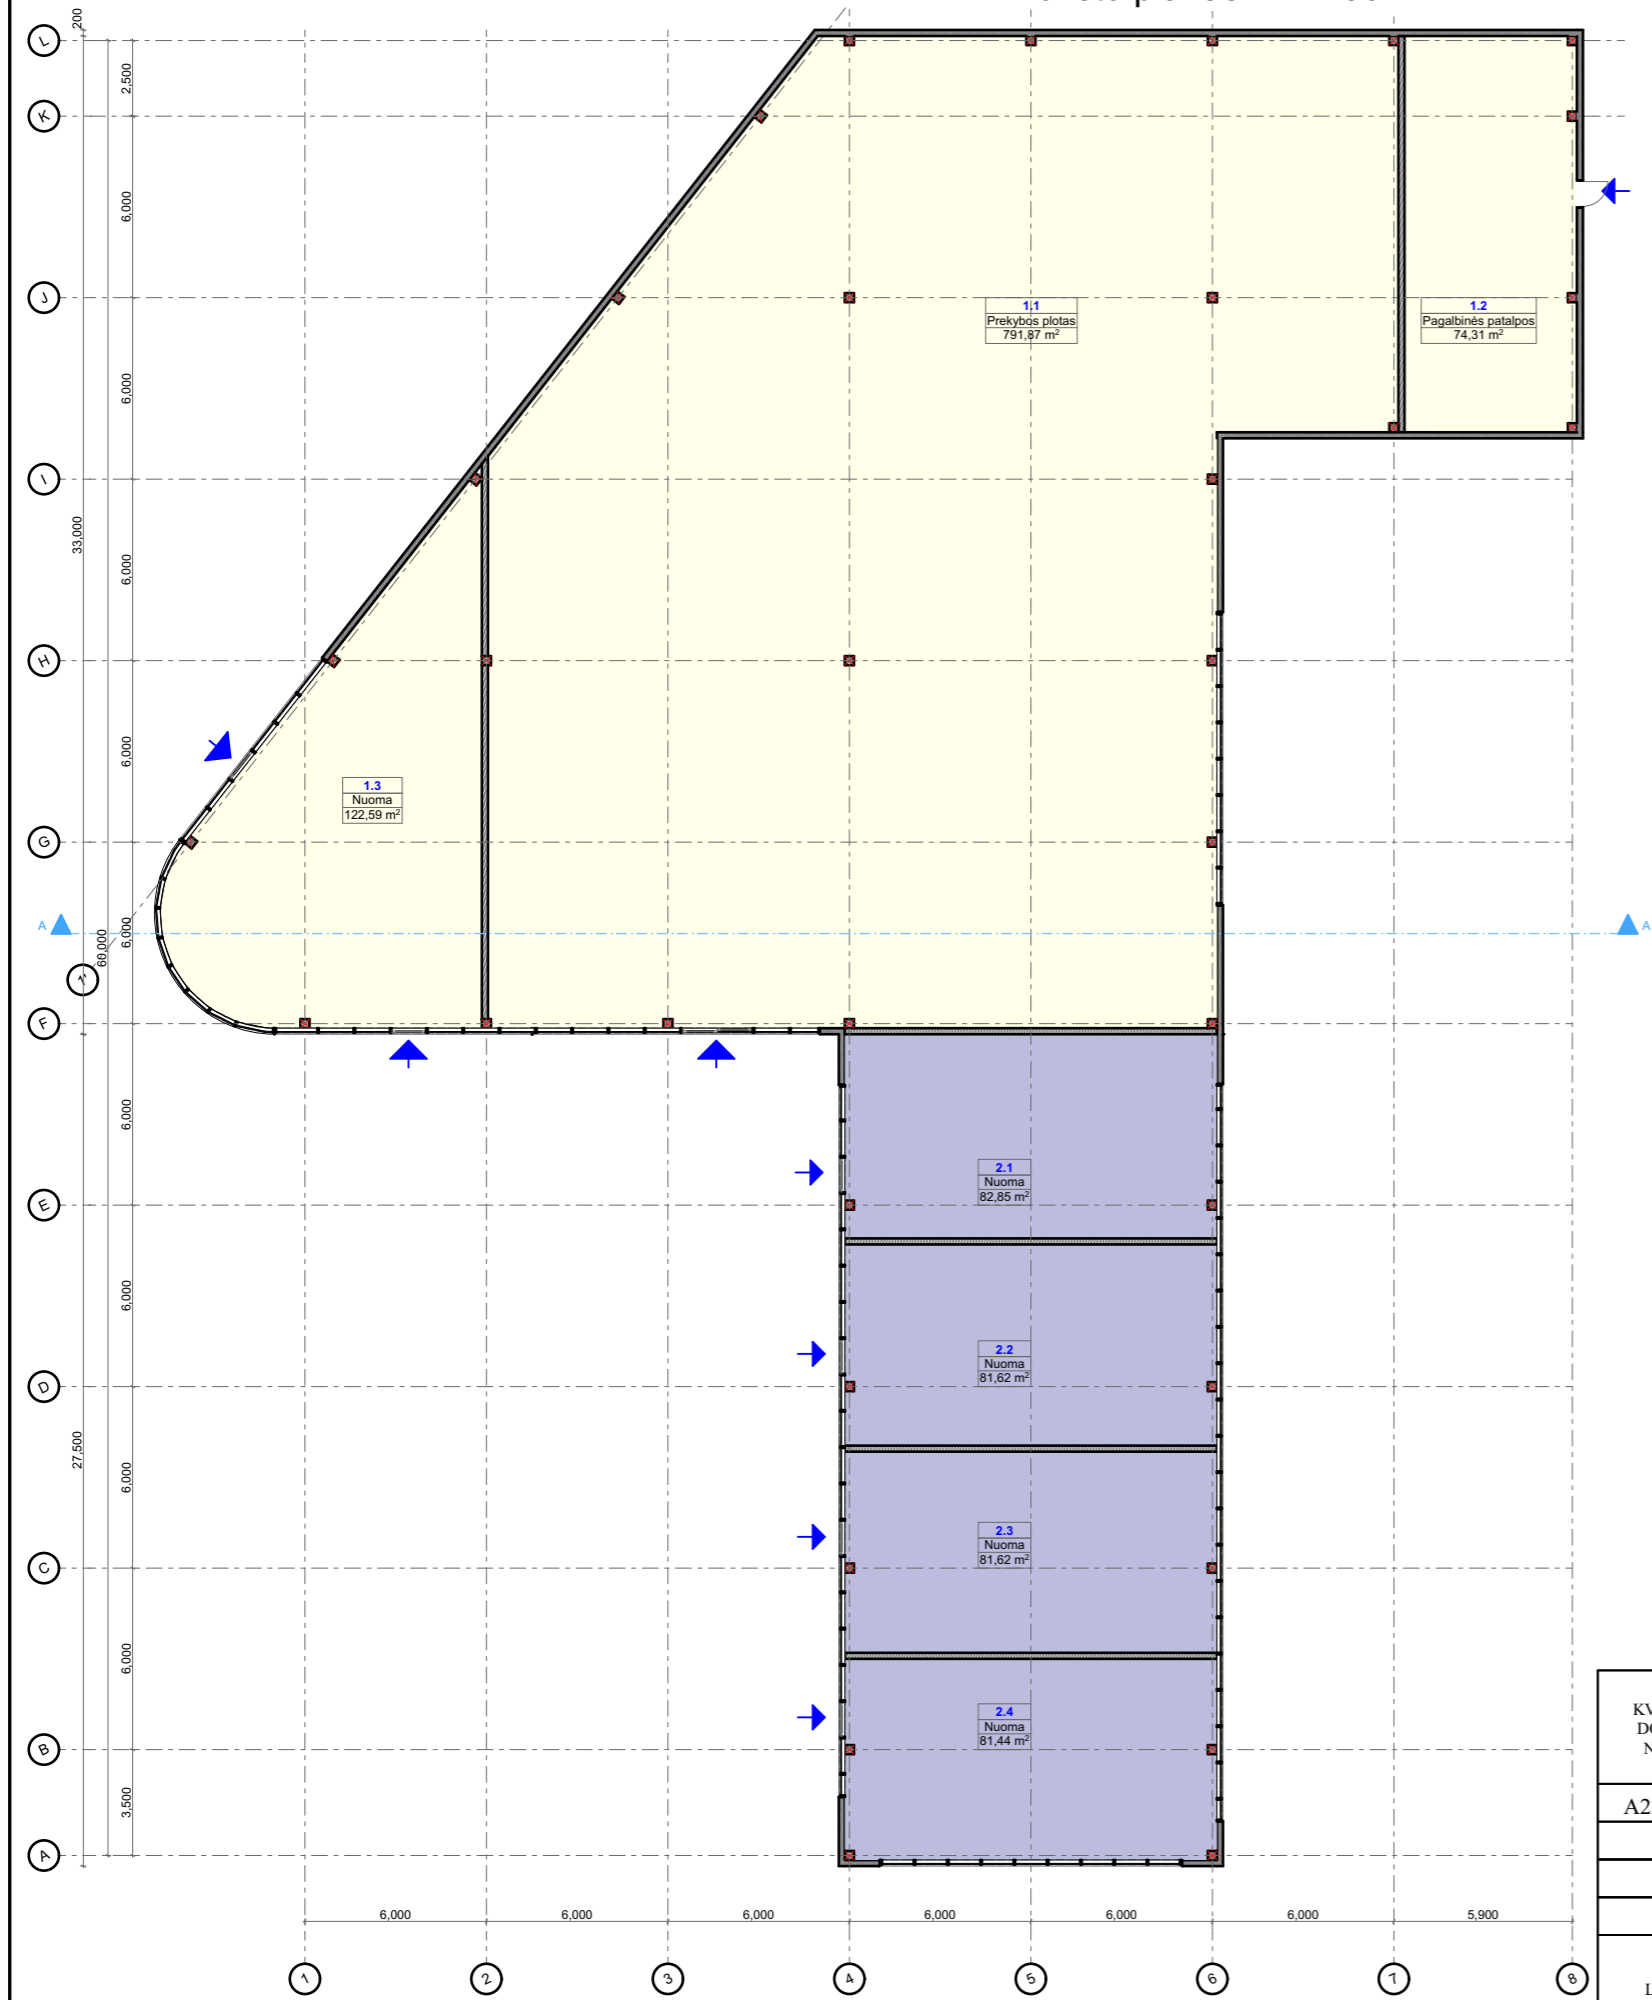 200
L
2,500
K
6,000
J
1.1
Prekybos plotas
791,87 m²
1.2
Pagalbinės patalpos
74,31 m²
6,000
I
33,000
6,000
H
6,000
1.3
Nuoma
122,59 m²
G
A
A
6,000
60,000
1'
F
6,000
2.1
Nuoma
82,85 m²
E
6,000
2.2
Nuoma
81,62 m²
D
27,500
6,000
2.3
Nuoma
81,62 m²
C
6,000
2.4
Nuoma
81,44 m²
B
3,500
A
A2
6,000 6,000 6,000 6,000 6,000 6,000 5,900
1 2 3 4 5 6 7 8